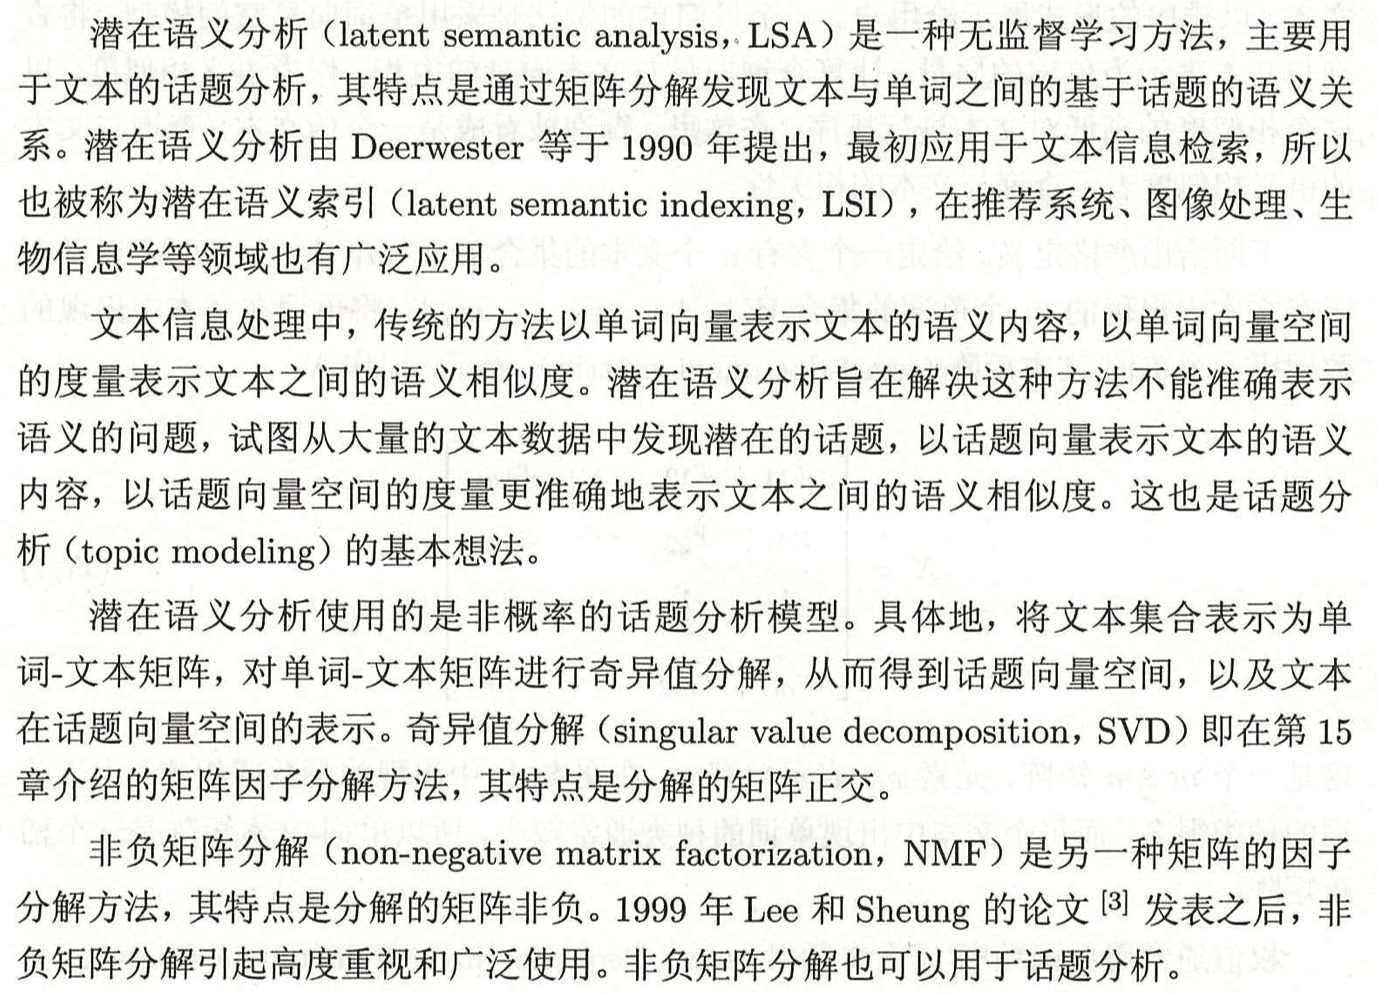 潜在语义分析（latent semantic analysis，LSA）是一种无监督学习方法，主要用
于文本的话题分析，其特点是通过矩阵分解发现文本与单词之间的基于话题的语义关
系。潜在语义分析由 Deerwester 等于 1990 年提出，最初应用于文本信息检索，所以
也被称为潜在语义索引（latent semantic indexing，LSI），在推荐系统、图像处理、生
物信息学等领域也有广泛应用。
文本信息处理中，传统的方法以单词向量表示文本的语义内容，以单词向量空间
的度量表示文本之间的语义相似度。潜在语义分析旨在解决这种方法不能准确表示
语义的问题，试图从大量的文本数据中发现潜在的话题，以话题向量表示文本的语义
内容，以话题向量空间的度量更准确地表示文本之间的语义相似度。这也是话题分
析（topic modeling）的基本想法。
潜在语义分析使用的是非概率的话题分析模型。具体地，将文本集合表示为单
词-文本矩阵，对单词-文本矩阵进行奇异值分解，从而得到话题向量空间，以及文本
在话题向量空间的表示。奇异值分解（singular value decomposition，SVD）即在第 15
章介绍的矩阵因子分解方法，其特点是分解的矩阵正交。
非负矩阵分解（non-negative matrix factorization，NMF）是另一种矩阵的因子
分解方法，其特点是分解的矩阵非负。1999 年 Lee 和 Sheung 的论文 [3] 发表之后，非
负矩阵分解引起高度重视和广泛使用。非负矩阵分解也可以用于话题分析。